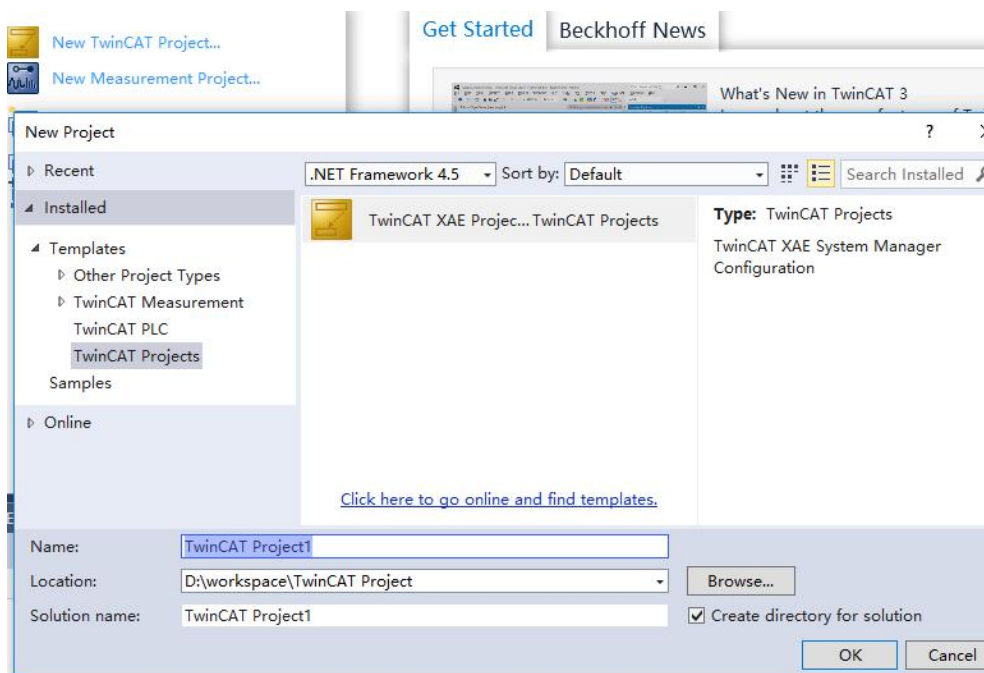 New TwinCAT Project...
New Measurement Project...
Get Started
Beckhoff News
What's New in TwinCAT 3
New Project
?
Recent
Installed
Templates
Other Project Types
TwinCAT Measurement
TwinCAT PLC
TwinCAT Projects
Samples
Online
.NET Framework 4.5
Sort by:
Default
Search Installed
TwinCAT XAE Projec...
TwinCAT Projects
Type: TwinCAT Projects
TwinCAT XAE System Manager
Configuration
Click here to go online and find templates.
Name:
TwinCAT Project1
Location:
D:\workspace\TwinCAT Project
Browse...
Solution name:
TwinCAT Project1
Create directory for solution
OK
Cancel